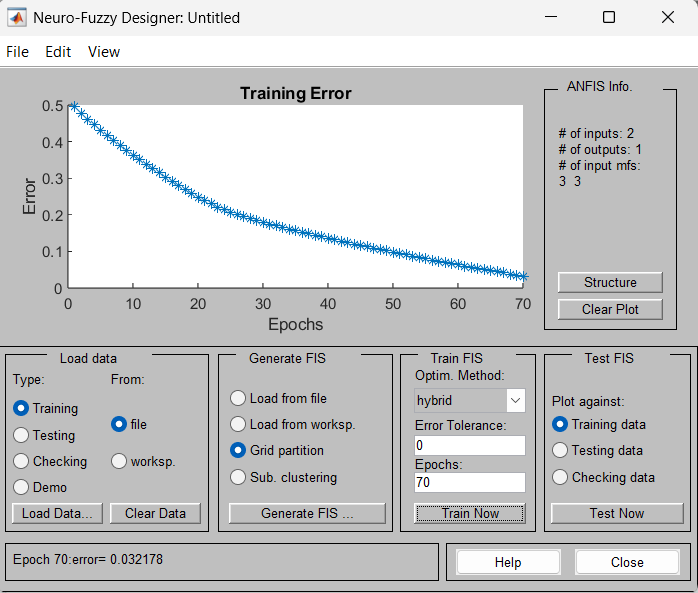 Neuro-Fuzzy Designer: Untitled
File Edit View
Training Error
0.5
0.4
0.3
0.2
0.1
0
Error
0 10 20 30 40 50 60 70
Epochs
ANFIS Info.
# of inputs: 2
# of outputs: 1
# of input mfs:
3 3
Structure
Clear Plot
Load data
Type: From:
Training
file
Testing
Checking worksp.
Demo
Load Data... Clear Data
Generate FIS
Load from file
Load from worksp.
Grid partition
Sub. clustering
Generate FIS ...
Train FIS
Optim. Method:
hybrid
Error Tolerance:
0
Epochs:
70
Train Now
Test FIS
Plot against:
Training data
Testing data
Checking data
Test Now
Epoch 70:error= 0.032178
Help Close